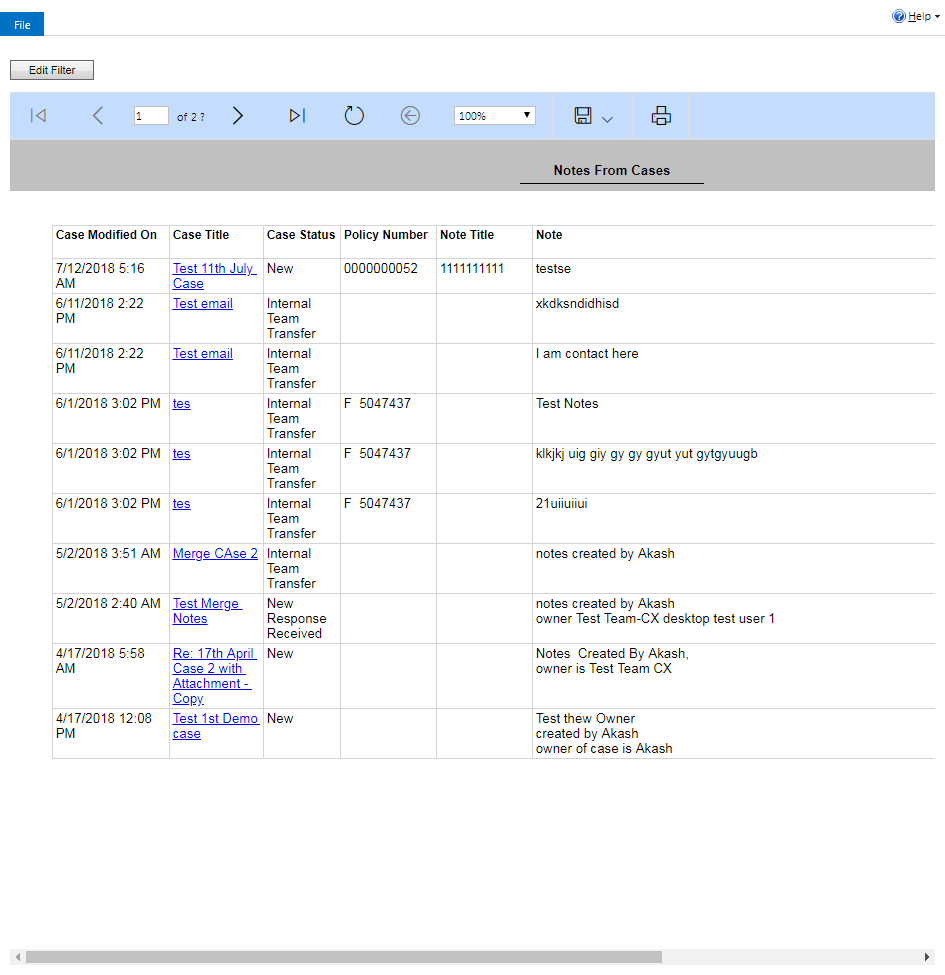 File
Help
Edit Filter
1 of 2 ? 100%
Notes From Cases
Case Modified On Case Title Case Status Policy Number Note Title Note
7/12/2018 5:16 AM Test 11th July Case New 0000000052 1111111111 testse
6/11/2018 2:22 PM Test email Internal Team Transfer xkdksndidhisd
6/11/2018 2:22 PM Test email Internal Team Transfer I am contact here
6/1/2018 3:02 PM tes Internal Team Transfer F 5047437 Test Notes
6/1/2018 3:02 PM tes Internal Team Transfer F 5047437 klkjkj uig giy gy gy gyut yut gytgyuugb
6/1/2018 3:02 PM tes Internal Team Transfer F 5047437 21uiiuiiui
5/2/2018 3:51 AM Merge CAse 2 Internal Team Transfer notes created by Akash
5/2/2018 2:40 AM Test Merge Notes New Response Received notes created by Akash
owner Test Team-CX desktop test user 1
4/17/2018 5:58 AM Re: 17th April Case 2 with Attachment - Copy New Notes Created By Akash,
owner is Test Team CX
4/17/2018 12:08 PM Test 1st Demo case New Test thew Owner
created by Akash
owner of case is Akash